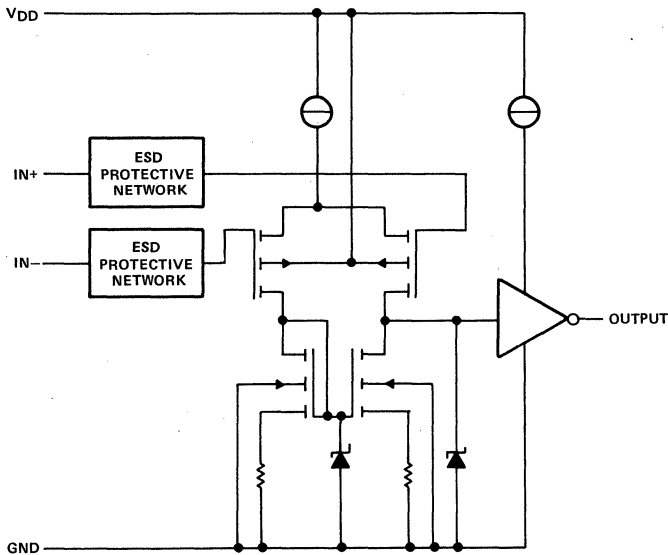 VDD
ESD
PROTECTIVE
NETWORK
IN+
ESD
PROTECTIVE
NETWORK
IN−
OUTPUT
GND